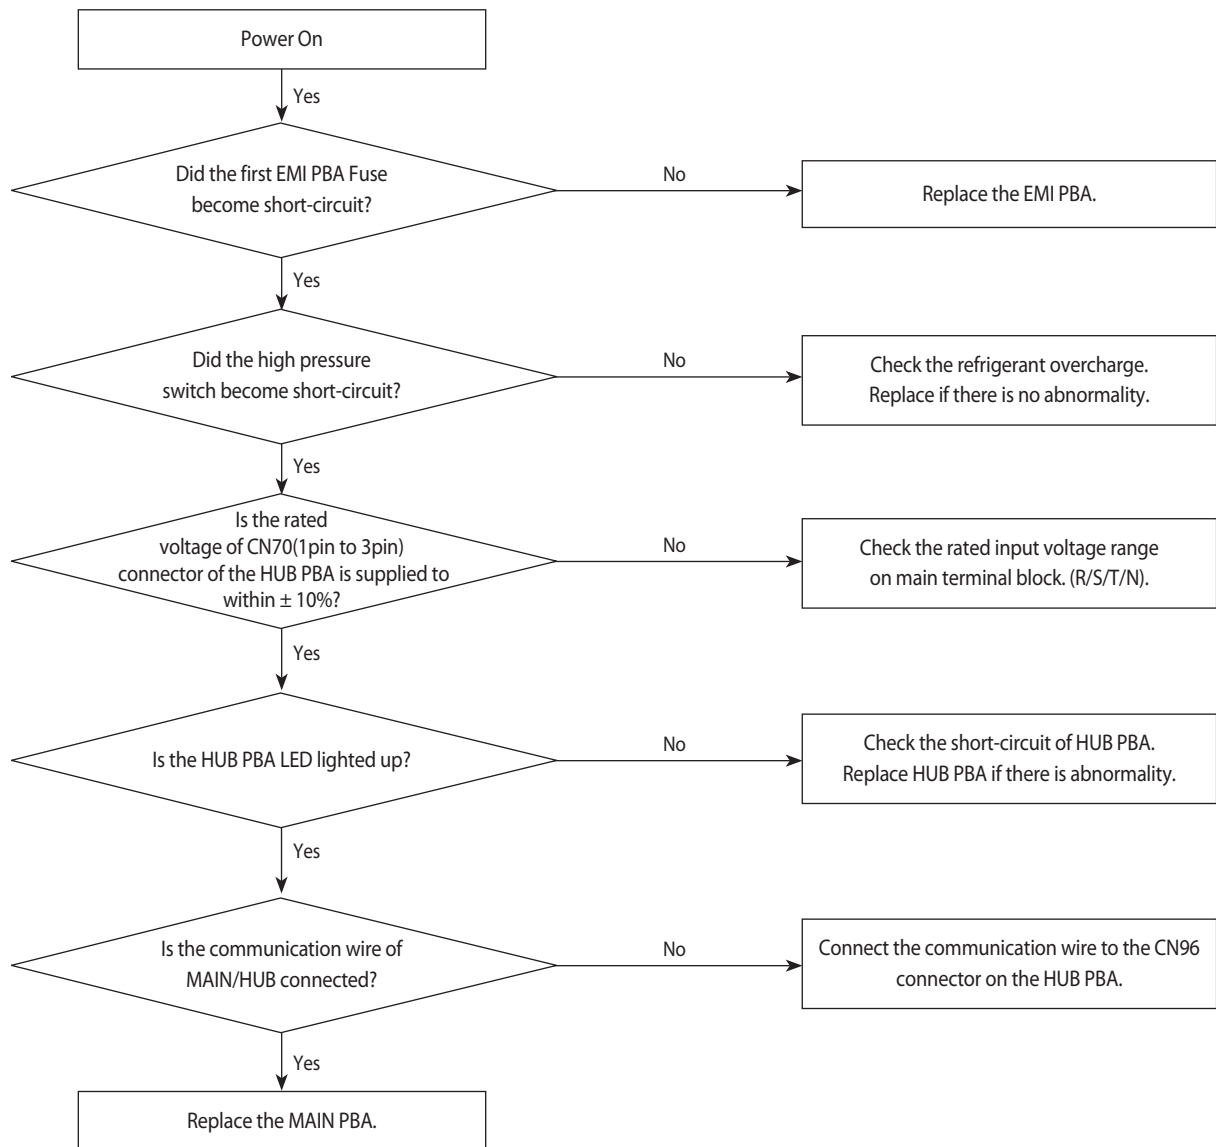 Power On
Yes
Did the first EMI PBA Fuse
become short-circuit?
No
Replace the EMI PBA.
Yes
Did the high pressure
switch become short-circuit?
No
Check the refrigerant overcharge.
Replace if there is no abnormality.
Yes
Is the rated
voltage of CN70(1pin to 3pin)
connector of the HUB PBA is supplied to
within ± 10%?
No
Check the rated input voltage range
on main terminal block. (R/S/T/N).
Yes
Is the HUB PBA LED lighted up?
No
Check the short-circuit of HUB PBA.
Replace HUB PBA if there is abnormality.
Yes
Is the communication wire of
MAIN/HUB connected?
No
Connect the communication wire to the CN96
connector on the HUB PBA.
Yes
Replace the MAIN PBA.